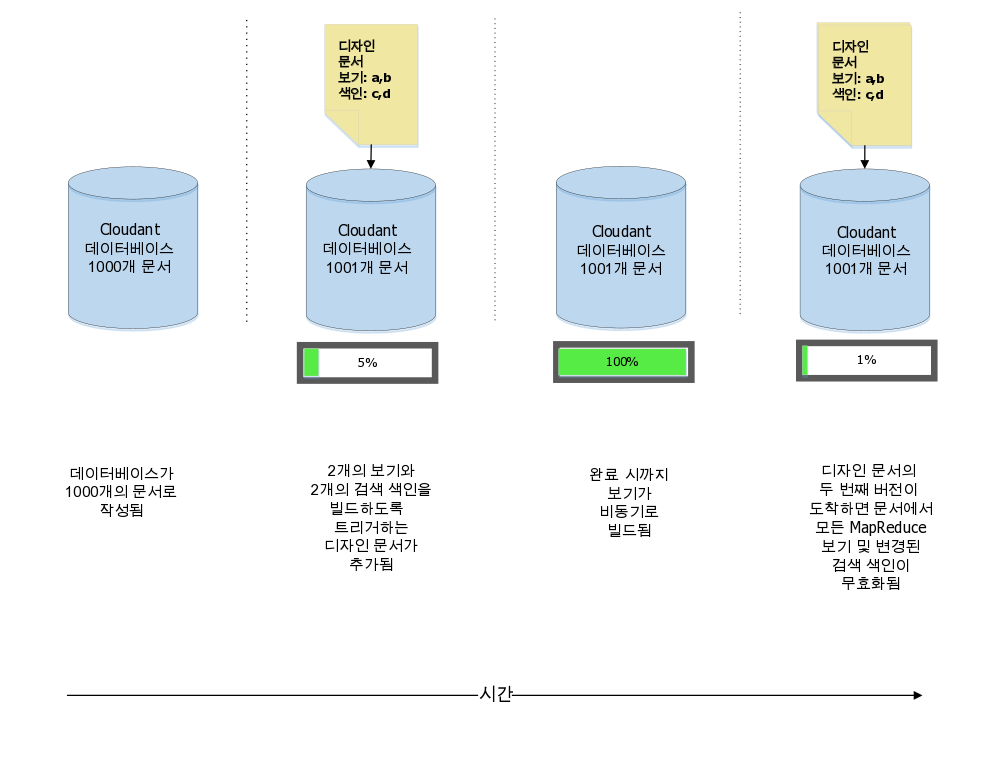 디자인
문서
보기: a,b
색인: c,d
디자인
문서
보기: a,b
색인: c,d
Cloudant
데이터베이스
1000개 문서
Cloudant
데이터베이스
1001개 문서
Cloudant
데이터베이스
1001개 문서
Cloudant
데이터베이스
1001개 문서
5%
100%
1%
데이터베이스가
1000개의 문서로
작성됨
2개의 보기와
2개의 검색 색인을
빌드하도록
트리거하는
디자인 문서가
추가됨
완료 시까지
보기가
비동기로
빌드됨
디자인 문서의
두 번째 버전이
도착하면 문서에서
모든 MapReduce
보기 및 변경된
검색 색인이
무효화됨
시간